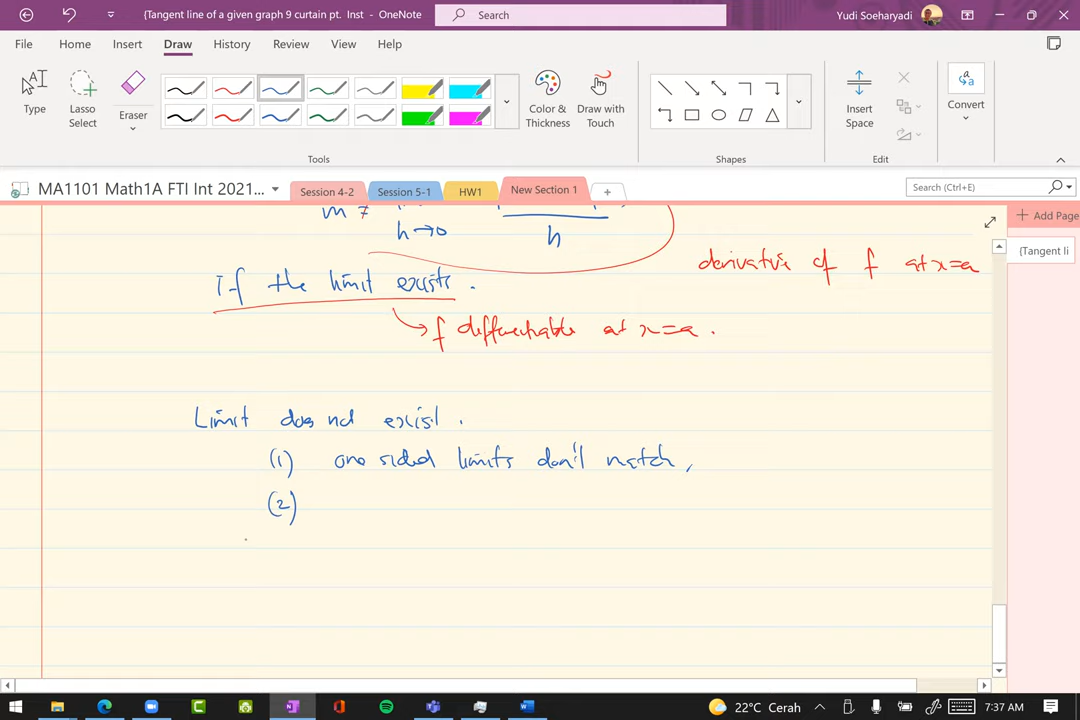 {Tangent line of a given graph 9 curtain pt. Inst - OneNote
Search
Yudi Soeharyadi
File Home Insert Draw History Review View Help
Type
Lasso Select
Eraser
Color & Thickness
Draw with Touch
Insert Space
Convert
Tools
Shapes
Edit
MA1101 Math1A FTI Int 2021...
Session 4-2
Session 5-1
HW1
New Section 1
+
Search (Ctrl+E)
Add Page
{Tangent li
m
h→0
h
derivative of f at x=a
If the limit exists.
f differentiable at x=a.
Limit does not exist.
(1) one sided limits don't match,
(2)
22°C Cerah
7:37 AM